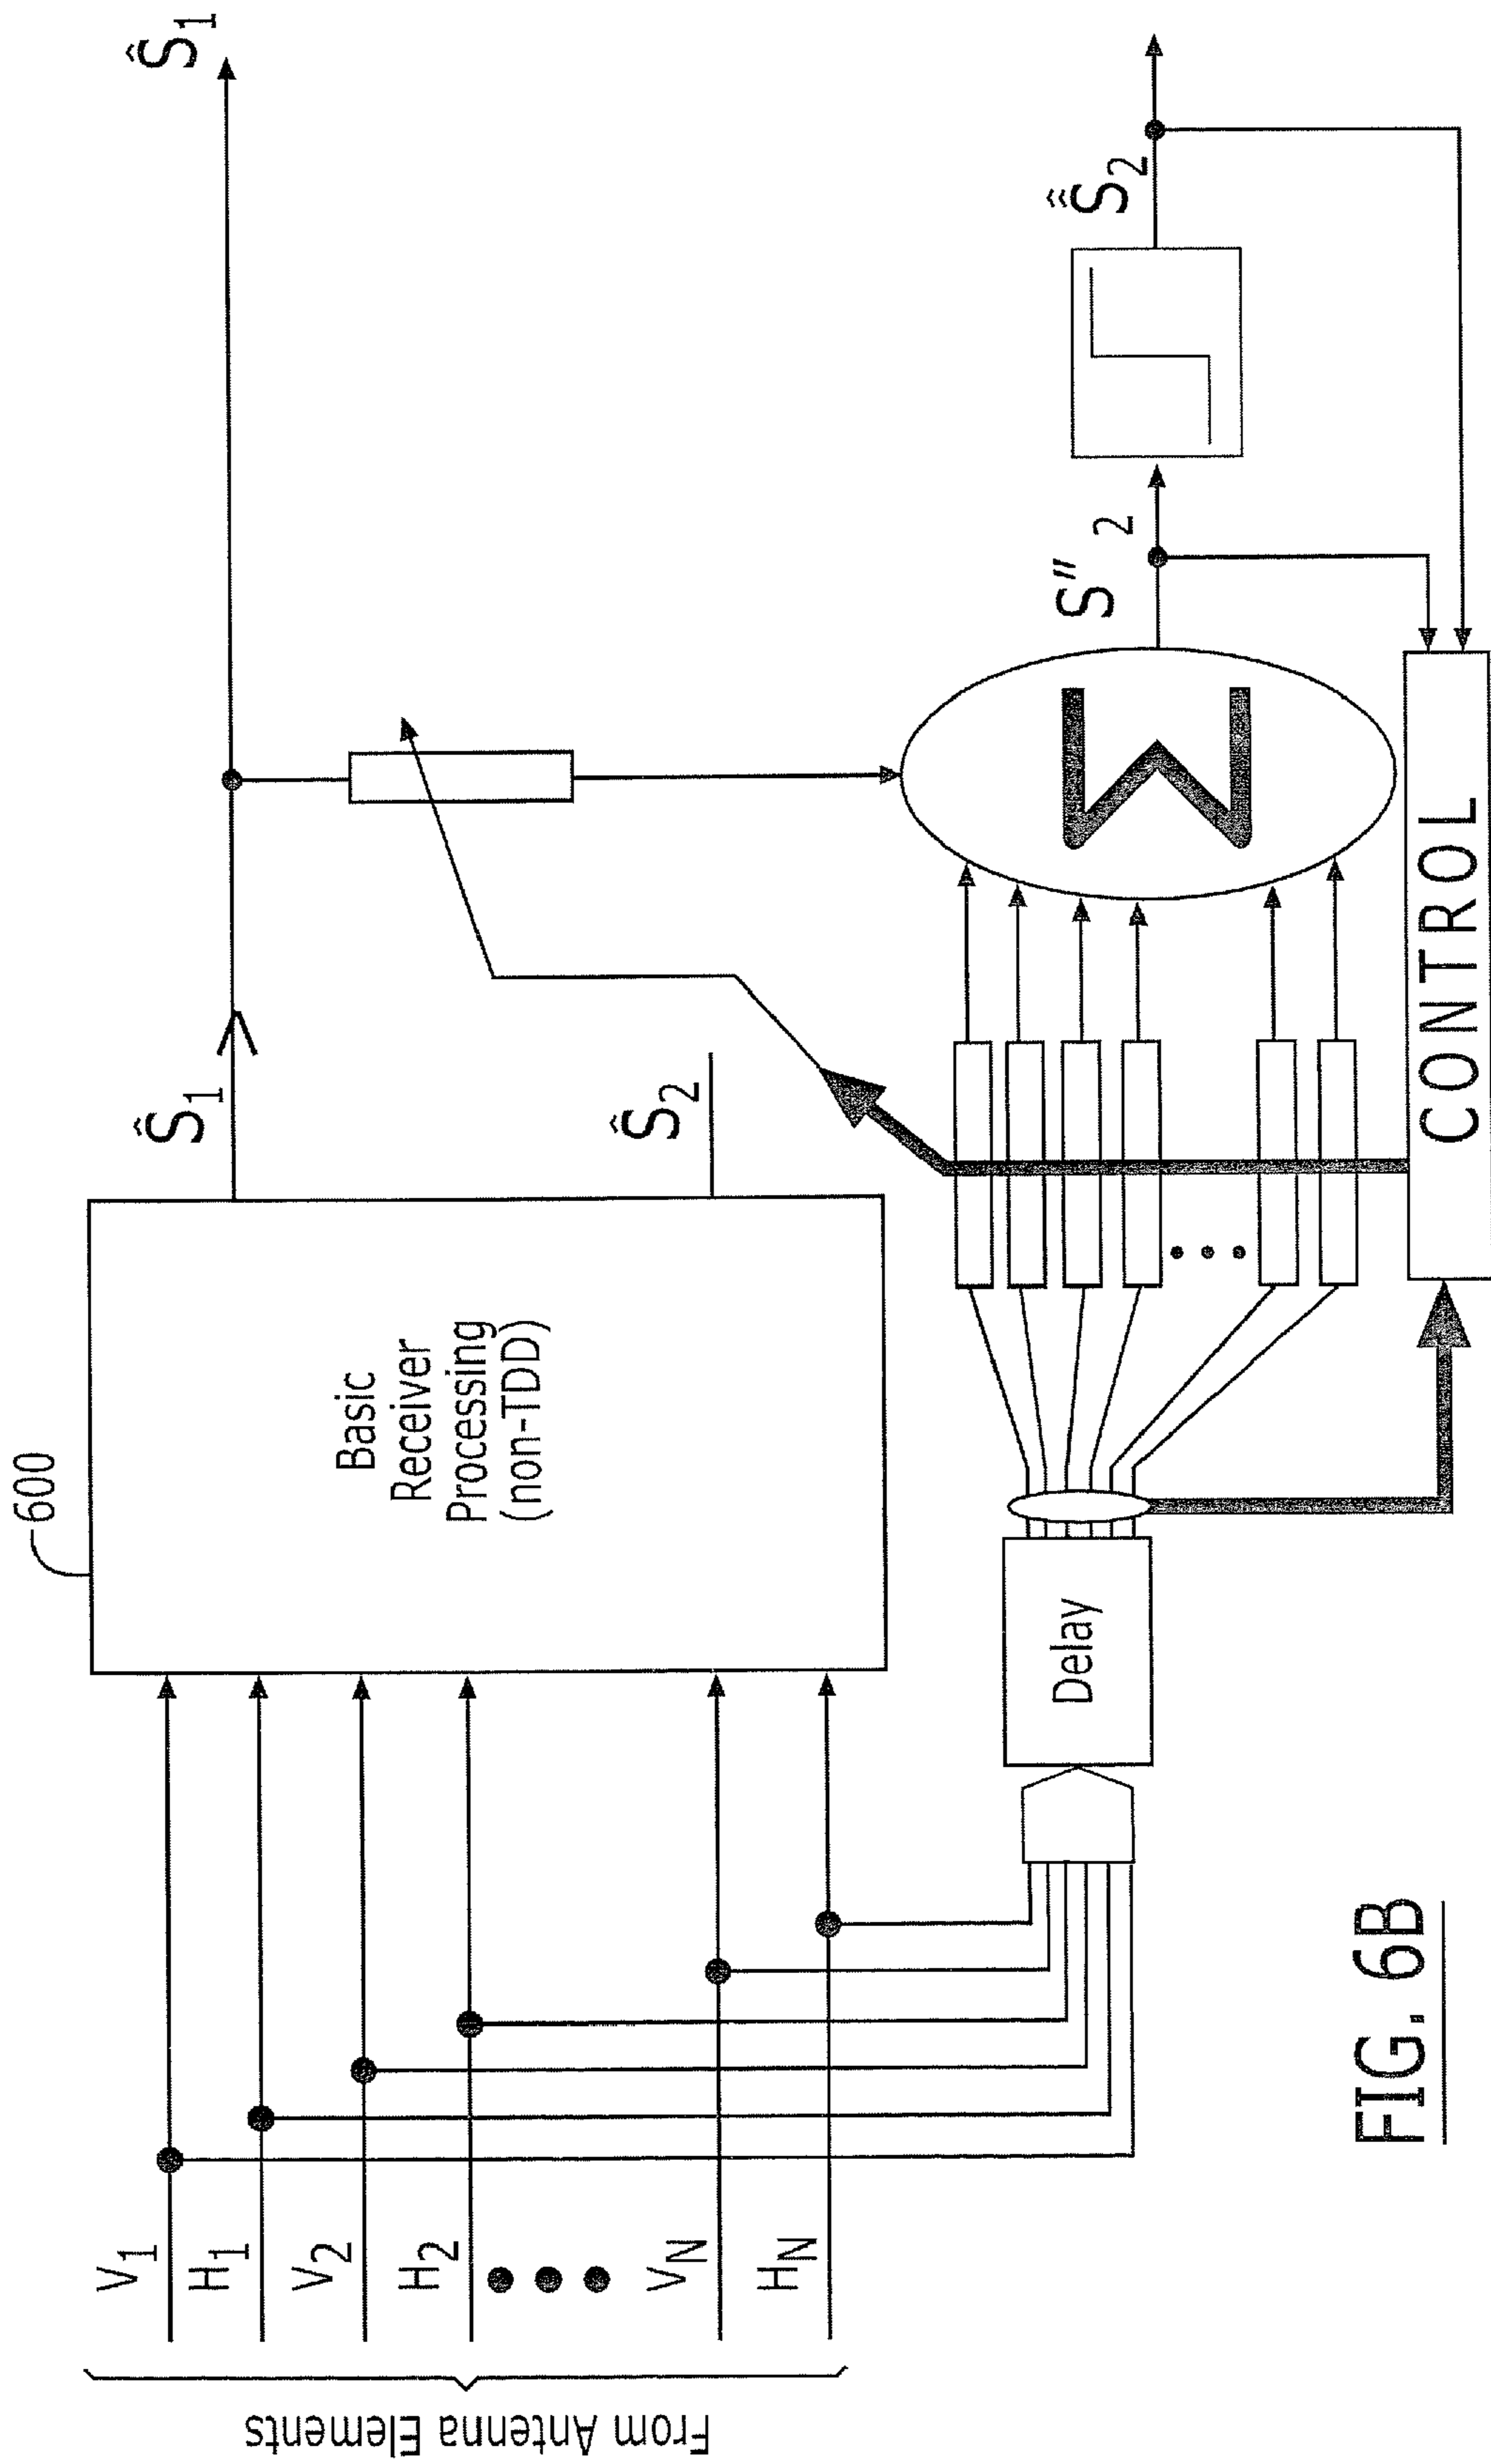 600
Ŝ1
Ŝ1
Basic
Receiver
Processing
(non-TDD)
Ŝ2
From Antenna Elements
V1
H1
V2
H2
•••
VN
HN
Delay
•••
Σ
S″2
Ŝ̂2
CONTROL
FIG. 6B